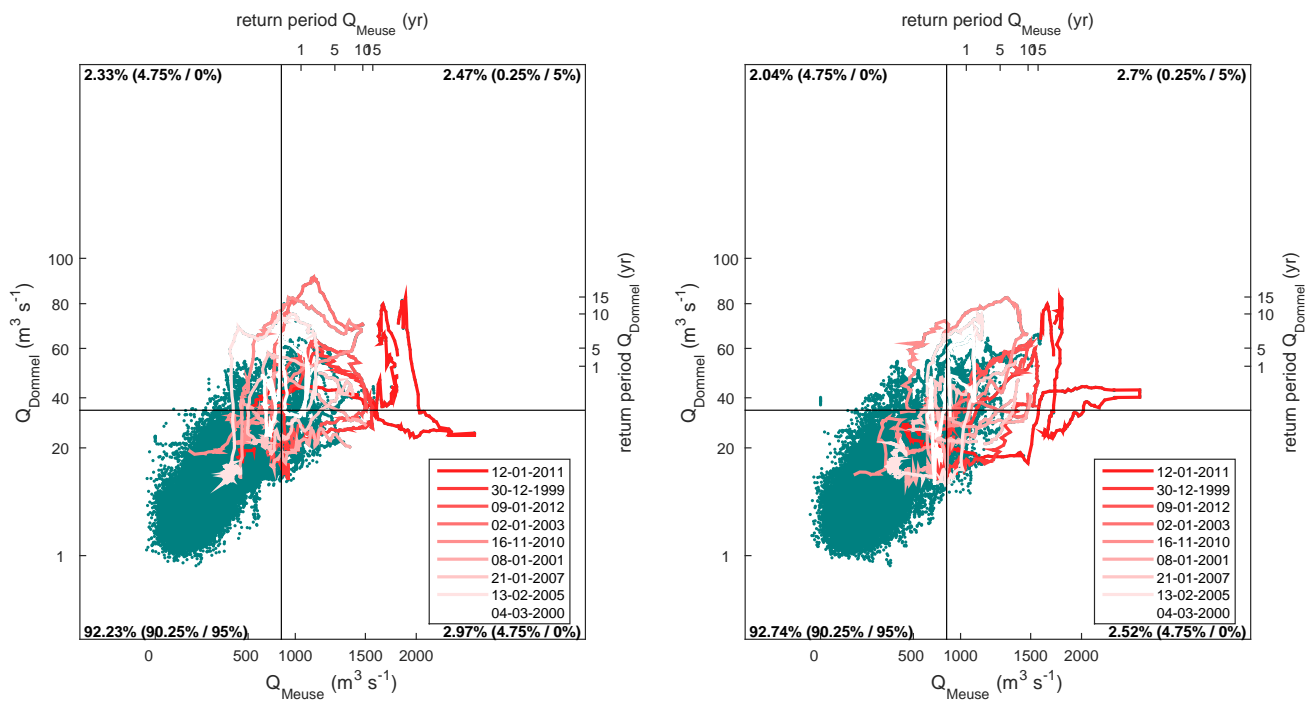 return period Q_Meuse (yr)
1 5 10 15
2.33% (4.75% / 0%) 2.47% (0.25% / 5%)
100
80
60
40
20
1
Q_Dommel (m³ s⁻¹)
15
10
5
1
return period Q_Dommel (yr)
12-01-2011
30-12-1999
09-01-2012
02-01-2003
16-11-2010
08-01-2001
21-01-2007
13-02-2005
04-03-2000
92.23% (90.25% / 95%) 2.97% (4.75% / 0%)
0 500 1000 1500 2000
Q_Meuse (m³ s⁻¹)
return period Q_Meuse (yr)
1 5 10 15
2.04% (4.75% / 0%) 2.7% (0.25% / 5%)
100
80
60
40
20
1
Q_Dommel (m³ s⁻¹)
15
10
5
1
return period Q_Dommel (yr)
12-01-2011
30-12-1999
09-01-2012
02-01-2003
16-11-2010
08-01-2001
21-01-2007
13-02-2005
04-03-2000
92.74% (90.25% / 95%) 2.52% (4.75% / 0%)
0 500 1000 1500 2000
Q_Meuse (m³ s⁻¹)